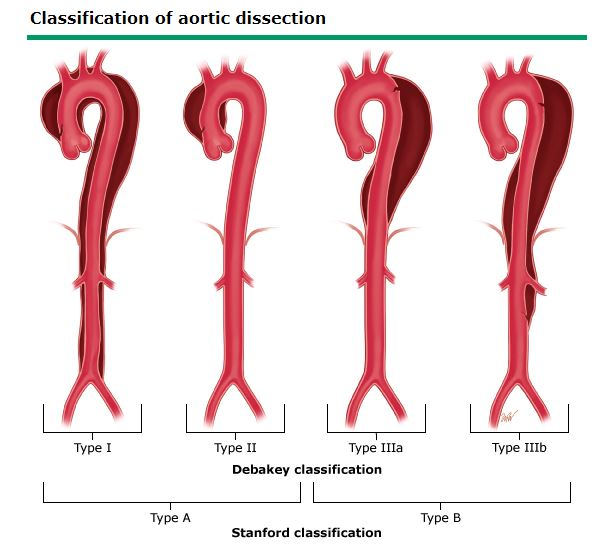 Classification of aortic dissection
Type I
Type II
Type IIIa
Type IIIb
Debakey classification
Type A
Type B
Stanford classification